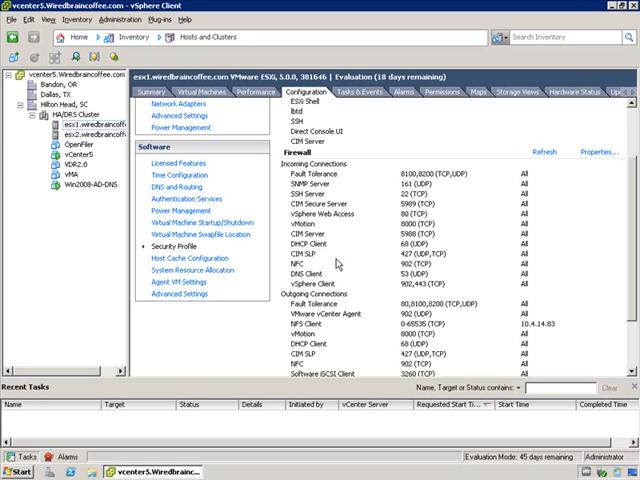 vcenter5.Wiredbraincoffee.com - vSphere Client
File Edit View Inventory Administration Plug-ins Help
Home Inventory Hosts and Clusters Search Inventory
vcenter5.Wiredbraincoffee.com
Bandon, OR
Dallas, TX
Hilton Head, SC
HA/DRS Cluster
esx1.wiredbraincoff
esx2.wiredbraincoff
OpenFiler
vCenter5
VDR2.0
vMA
Win2008-AD-DNS
esx1.wiredbraincoffee.com VMware ESXi, 5.0.0, 381646 | Evaluation (18 days remaining)
Summary Virtual Machines Performance Configuration Tasks & Events Alarms Permissions Maps Storage Views Hardware Status
Network Adapters
Advanced Settings
Power Management
Software
Licensed Features
Time Configuration
DNS and Routing
Authentication Services
Power Management
Virtual Machine Startup/Shutdown
Virtual Machine Swapfile Location
Security Profile
Host Cache Configuration
System Resource Allocation
Agent VM Settings
Advanced Settings
ESXi Shell
lbtd
SSH
Direct Console UI
CIM Server
Firewall Refresh Properties...
Incoming Connections
Fault Tolerance 8100,8200 (TCP,UDP) All
SNMP Server 161 (UDP) All
SSH Server 22 (TCP) All
CIM Secure Server 5989 (TCP) All
vSphere Web Access 80 (TCP) All
vMotion 8000 (TCP) All
CIM Server 5988 (TCP) All
DHCP Client 68 (UDP) All
CIM SLP 427 (UDP,TCP) All
NFC 902 (TCP) All
DNS Client 53 (UDP) All
vSphere Client 902,443 (TCP) All
Outgoing Connections
Fault Tolerance 80,8100,8200 (TCP,UDP) All
VMware vCenter Agent 902 (UDP) All
NFS Client 0-65535 (TCP) 10.4.14.83
vMotion 8000 (TCP) All
DHCP Client 68 (UDP) All
CIM SLP 427 (UDP,TCP) All
NFC 902 (TCP) All
Software iSCSI Client 3260 (TCP) All
Recent Tasks Name, Target or Status contains: Clear
Name Target Status Details Initiated by vCenter Server Requested Start Ti... Start Time Completed Time
Tasks Alarms Evaluation Mode: 45 days remaining Administrator
Start vcenter5.Wiredbrainc...